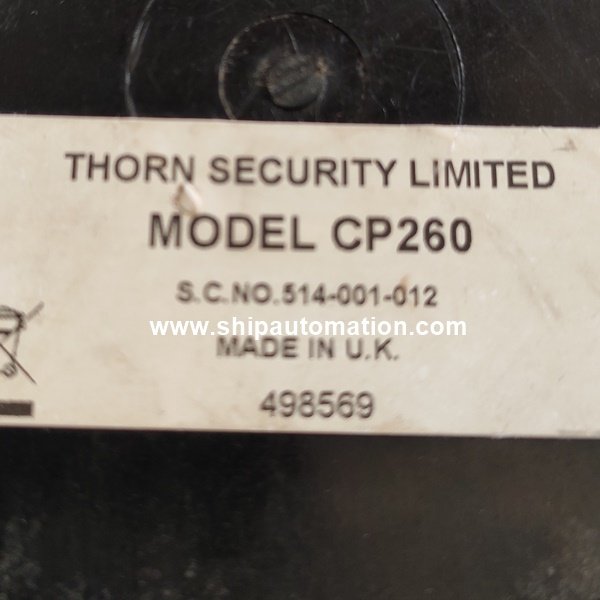 THORN SECURITY LIMITED
MODEL CP260
S.C.NO.514-001-012
www.shipautomation.com
MADE IN U.K.
498569